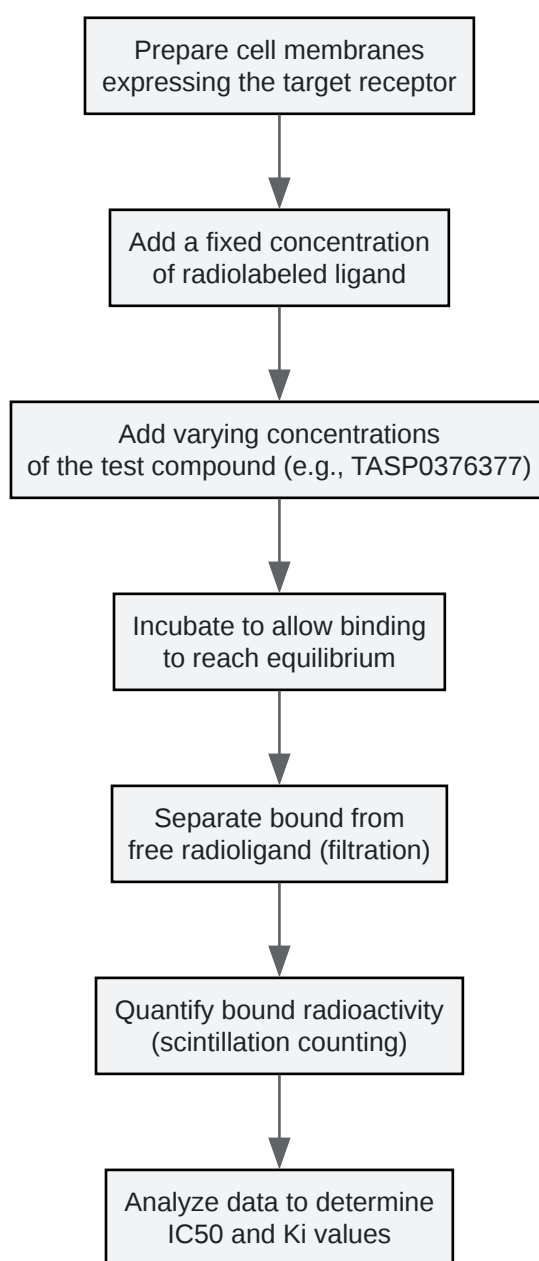 Prepare cell membranes
expressing the target receptor
Add a fixed concentration
of radiolabeled ligand
Add varying concentrations
of the test compound (e.g., TASP0376377)
Incubate to allow binding
to reach equilibrium
Separate bound from
free radioligand (filtration)
Quantify bound radioactivity
(scintillation counting)
Analyze data to determine
IC50 and Ki values